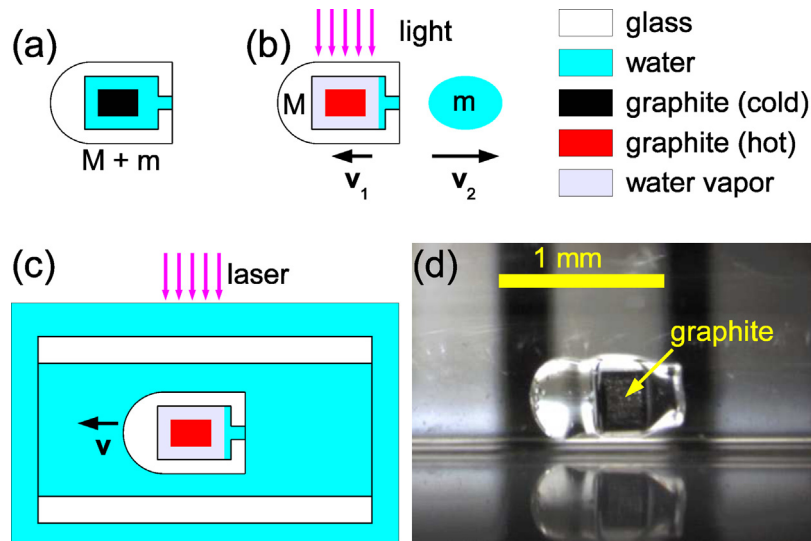 (a)
M + m
(b)
light
M
m
v1
v2
glass
water
graphite (cold)
graphite (hot)
water vapor
(c)
laser
v
(d)
1 mm
graphite